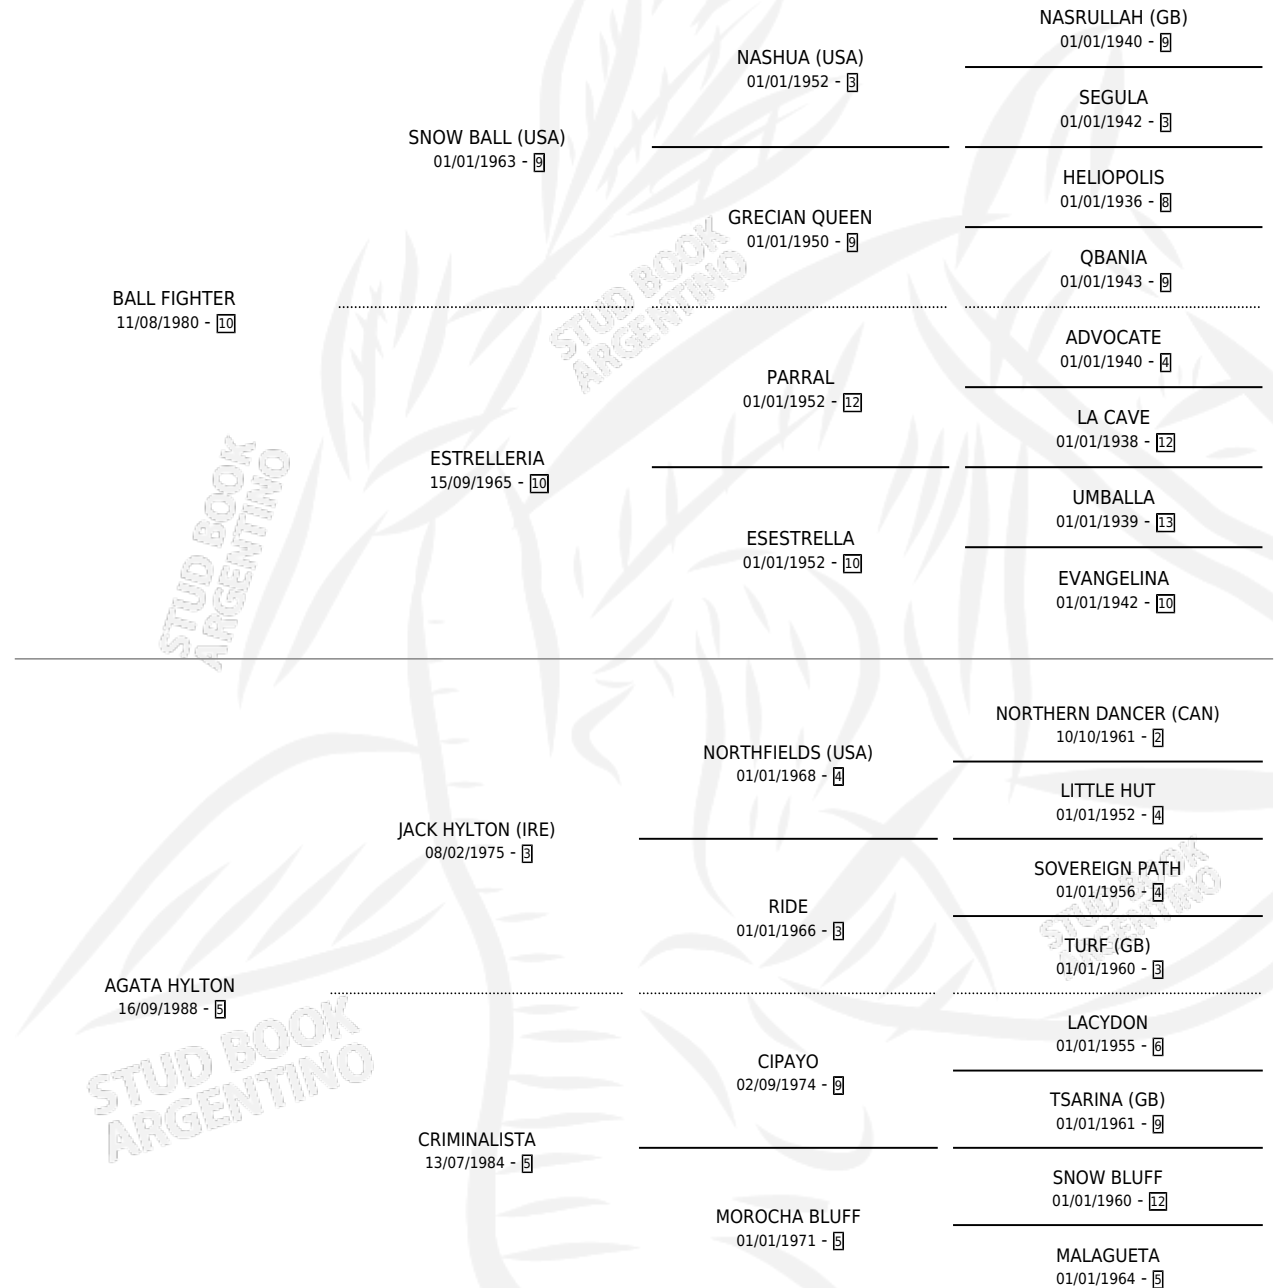 NASRULLAH (GB)
01/01/1940 - 9
NASHUA (USA)
01/01/1952 - 3
SEGULA
01/01/1942 - 3
SNOW BALL (USA)
01/01/1963 - 9
HELIOPOLIS
01/01/1936 - 8
GRECIAN QUEEN
01/01/1950 - 9
QBANIA
01/01/1943 - 9
BALL FIGHTER
11/08/1980 - 10
ADVOCATE
01/01/1940 - 4
PARRAL
01/01/1952 - 12
LA CAVE
01/01/1938 - 12
ESTRELLERIA
15/09/1965 - 10
UMBALLA
01/01/1939 - 13
ESESTRELLA
01/01/1952 - 10
EVANGELINA
01/01/1942 - 10
STUD BOOK
ARGENTINO
STUD BOOK
ARGENTINO
NORTHERN DANCER (CAN)
10/10/1961 - 2
NORTHFIELDS (USA)
01/01/1968 - 4
LITTLE HUT
01/01/1952 - 4
JACK HYLTON (IRE)
08/02/1975 - 3
SOVEREIGN PATH
01/01/1956 - 4
RIDE
01/01/1966 - 3
TURF (GB)
01/01/1960 - 3
AGATA HYLTON
16/09/1988 - 5
LACYDON
01/01/1955 - 6
CIPAYO
02/09/1974 - 9
TSARINA (GB)
01/01/1961 - 9
CRIMINALISTA
13/07/1984 - 5
SNOW BLUFF
01/01/1960 - 12
MOROCHA BLUFF
01/01/1971 - 5
MALAGUETA
01/01/1964 - 5
STUD BOOK
ARGENTINO
STUD BOOK
ARGENTINO